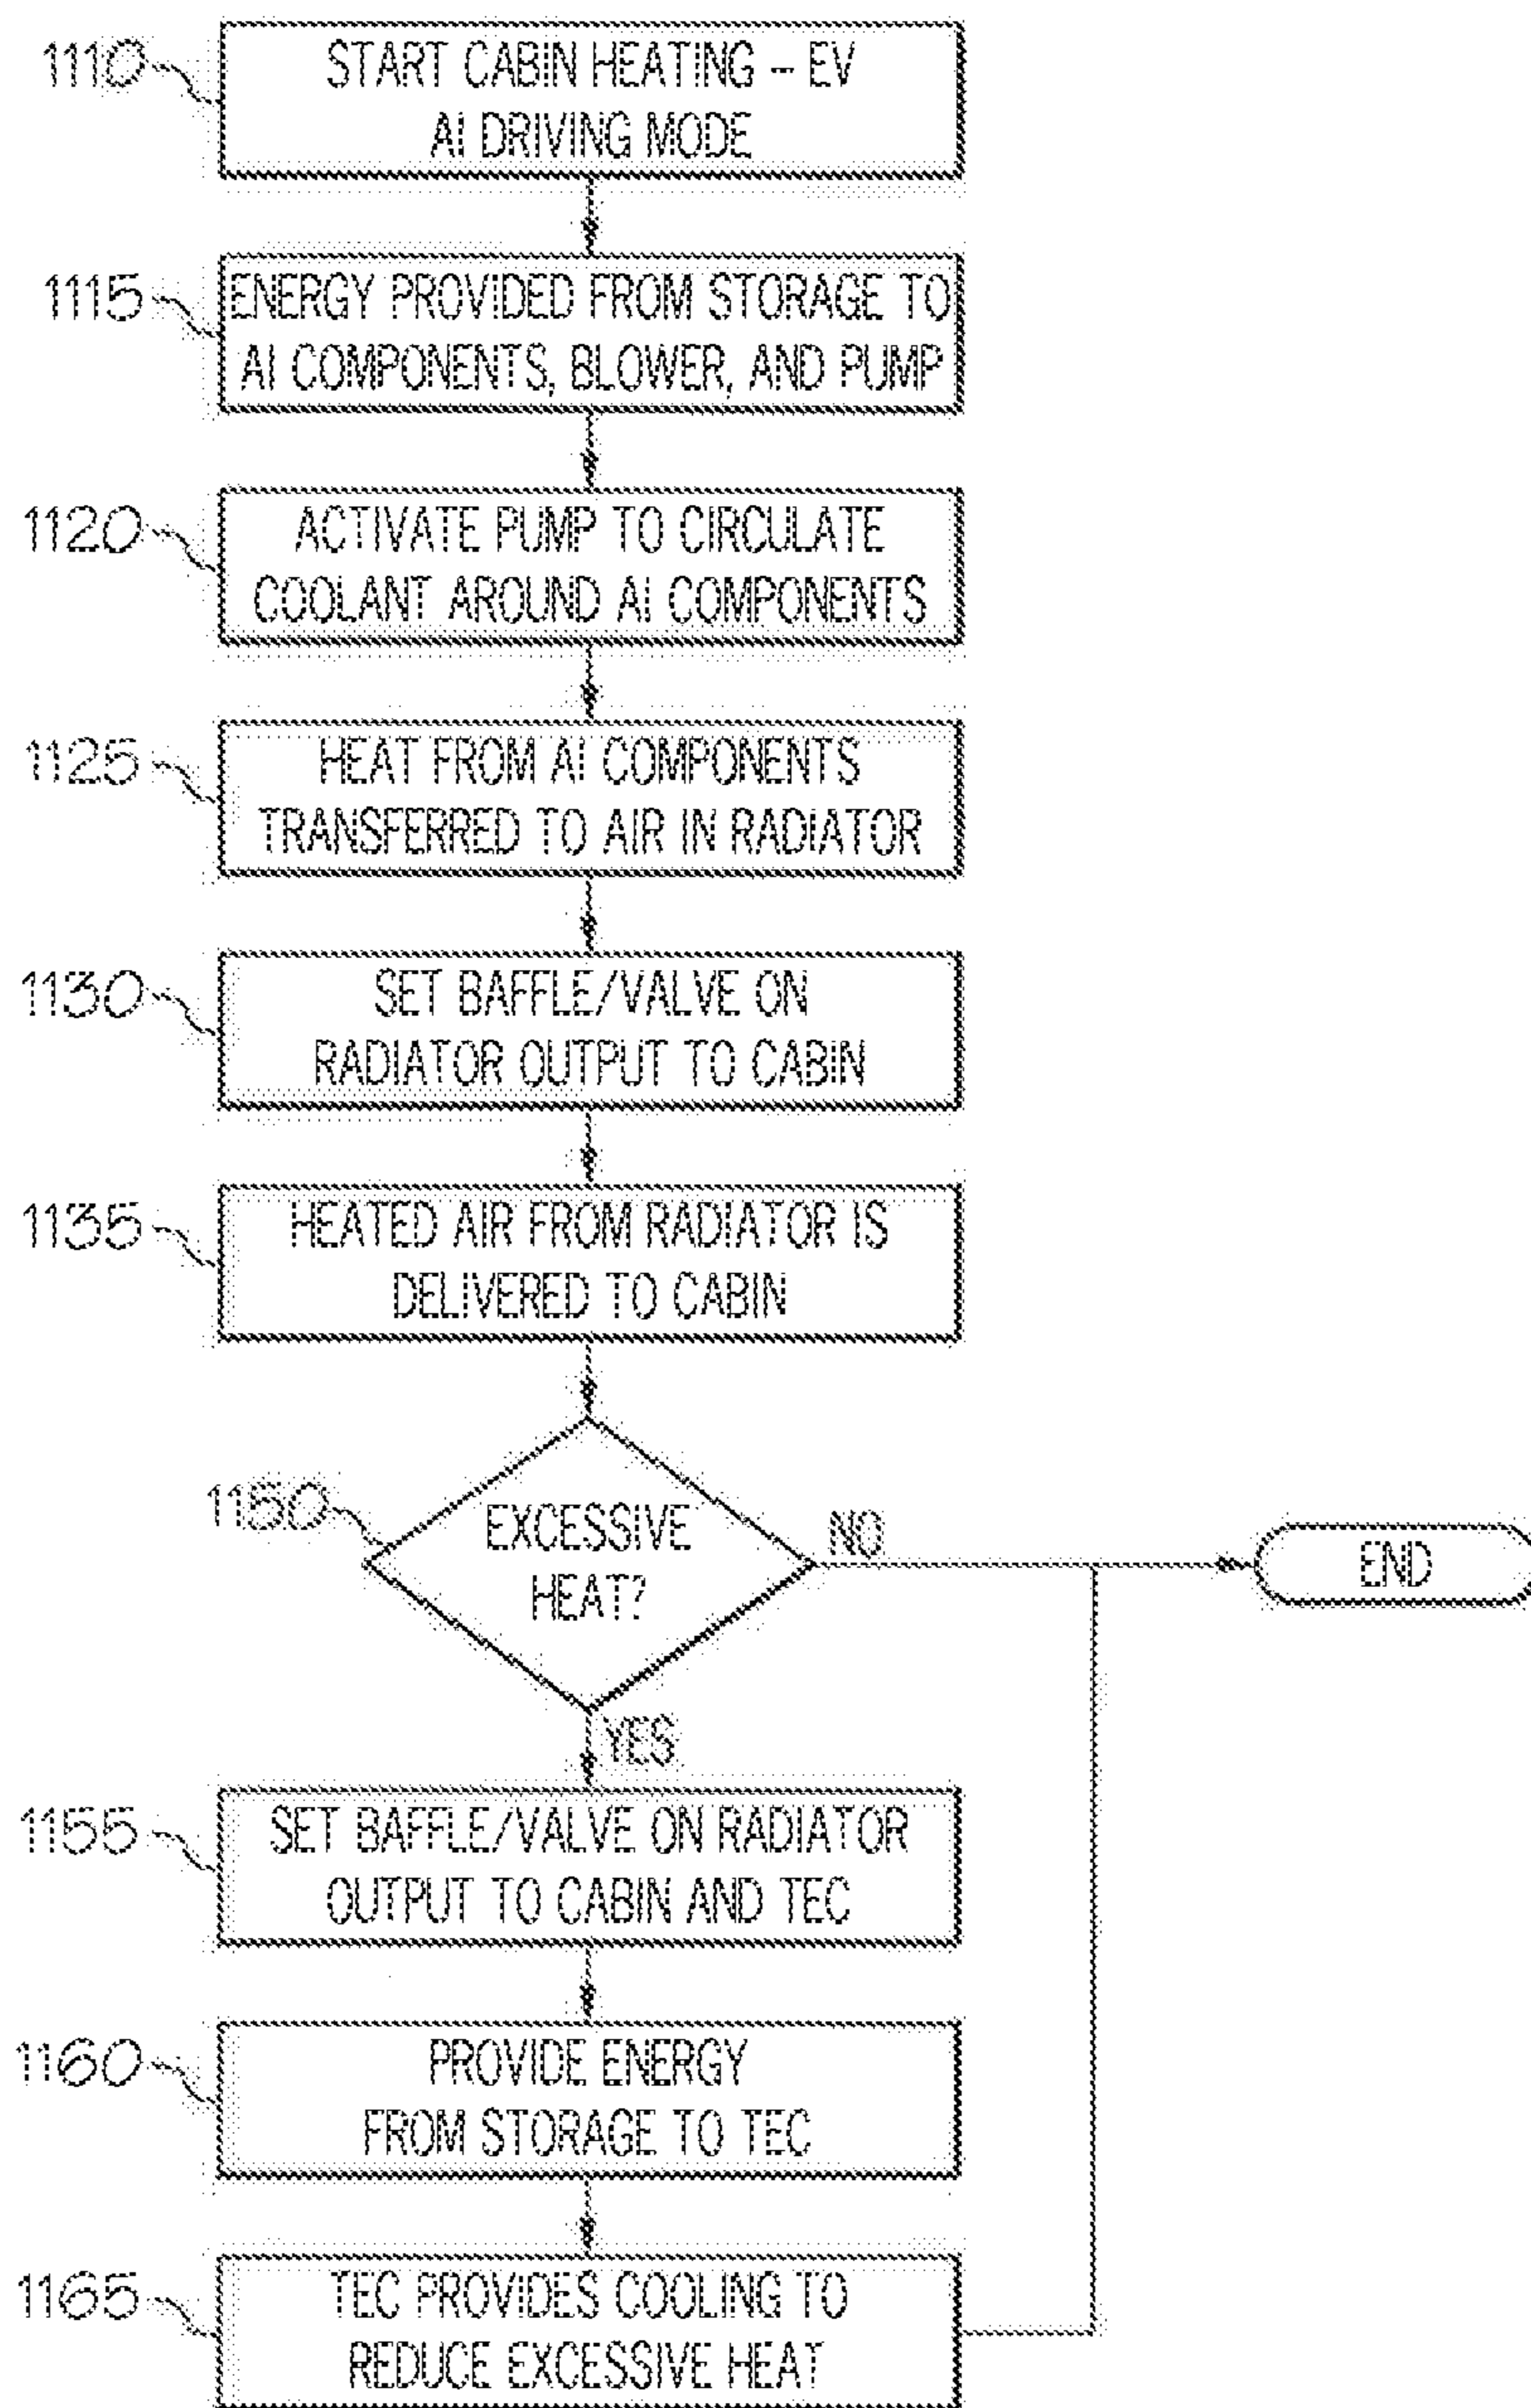 1110
START CABIN HEATING – EV
AI DRIVING MODE
1115
ENERGY PROVIDED FROM STORAGE TO
AI COMPONENTS, BLOWER, AND PUMP
1120
ACTIVATE PUMP TO CIRCULATE
COOLANT AROUND AI COMPONENTS
1125
HEAT FROM AI COMPONENTS
TRANSFERRED TO AIR IN RADIATOR
1130
SET BAFFLE/VALVE ON
RADIATOR OUTPUT TO CABIN
1135
HEATED AIR FROM RADIATOR IS
DELIVERED TO CABIN
1150
EXCESSIVE
HEAT?
NO
END
YES
1155
SET BAFFLE/VALVE ON RADIATOR
OUTPUT TO CABIN AND TEC
1160
PROVIDE ENERGY
FROM STORAGE TO TEC
1165
TEC PROVIDES COOLING TO
REDUCE EXCESSIVE HEAT